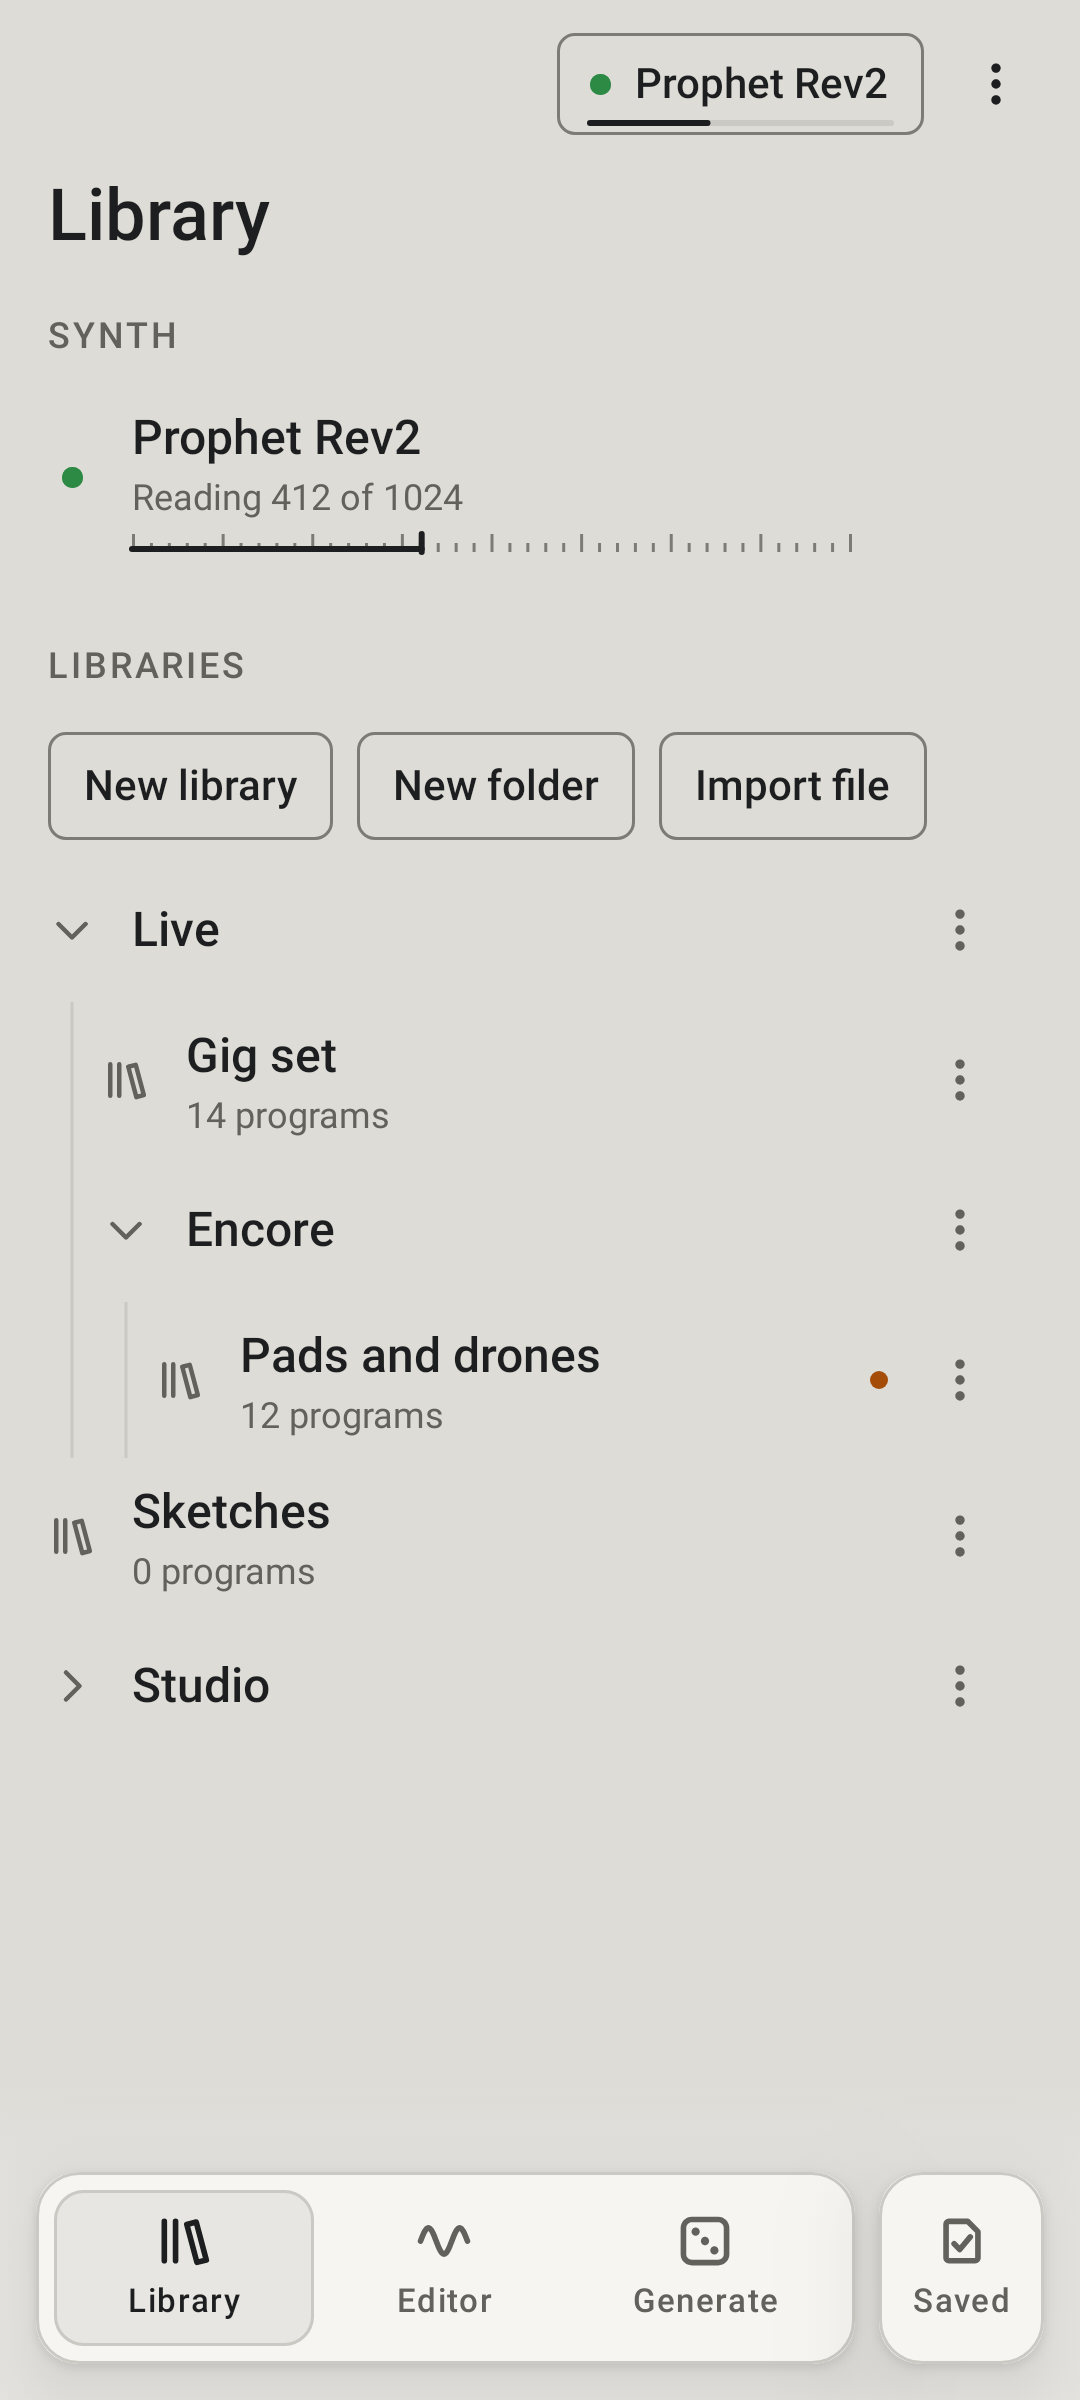 Prophet Rev2
Library
SYNTH
Prophet Rev2
Reading 412 of 1024
LIBRARIES
New library
New folder
Import file
Live
Gig set
14 programs
Encore
Pads and drones
12 programs
Sketches
0 programs
Studio
Library
Editor
Generate
Saved